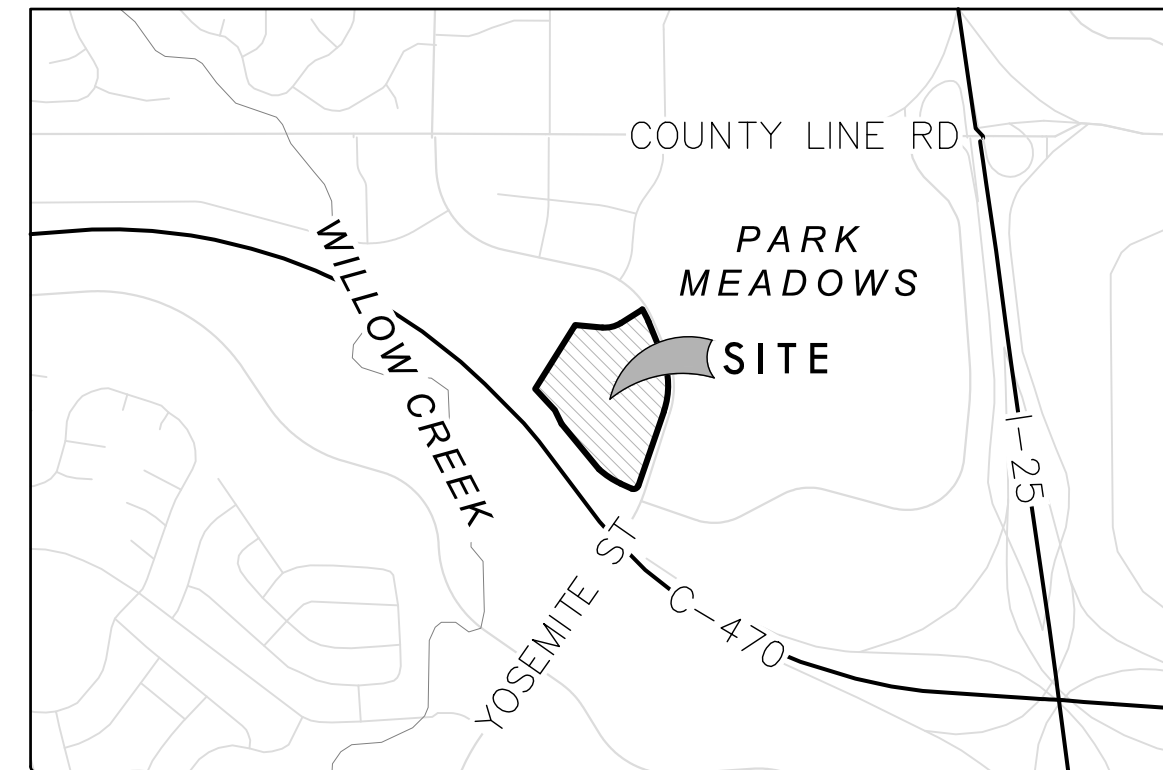 COUNTY LINE RD
PARK
MEADOWS
SITE
WILLOW CREEK
I-25
YOSEMITE ST
C-470